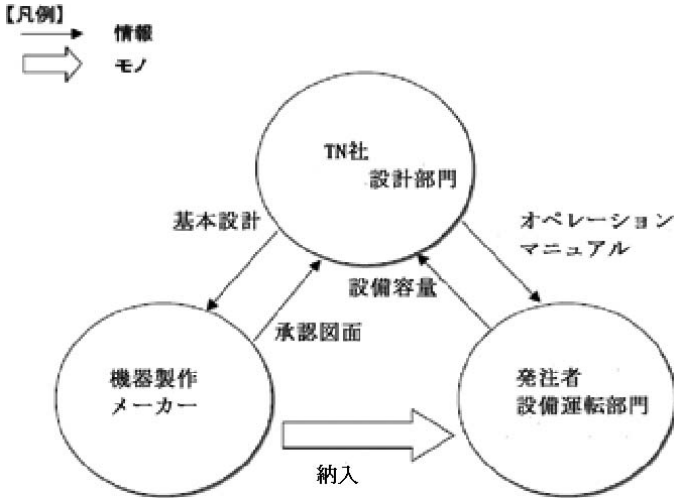 【凡例】
情報
モノ
TN社
設計部門
基本設計
オペレーション
マニュアル
設備容量
承認図面
機器製作
メーカー
発注者
設備運転部門
納入